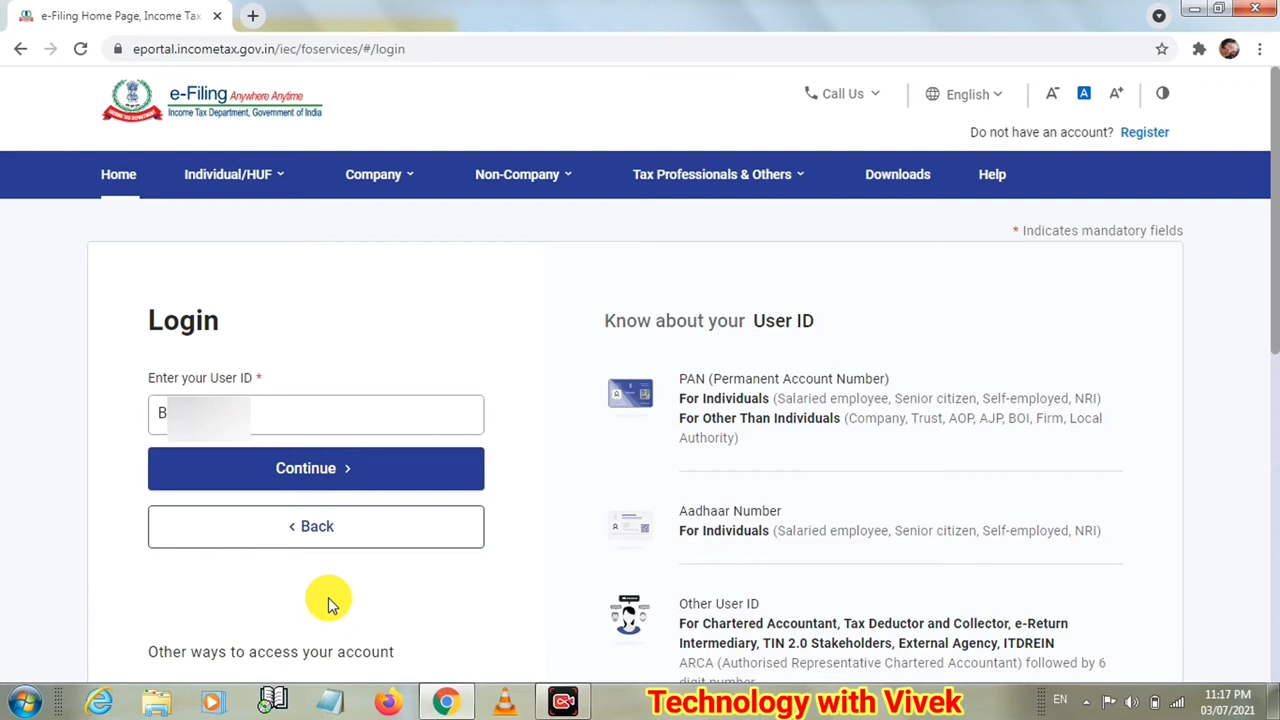 e-Filing Home Page, Income Tax
eportal.incometax.gov.in/iec/foservices/#/login
e-Filing Anywhere Anytime
Income Tax Department, Government of India
Call Us
English
A-
A
A+
Do not have an account? Register
Home
Individual/HUF
Company
Non-Company
Tax Professionals & Others
Downloads
Help
* Indicates mandatory fields
Login
Enter your User ID *
B
Continue >
< Back
Other ways to access your account
Know about your User ID
PAN (Permanent Account Number)
For Individuals (Salaried employee, Senior citizen, Self-employed, NRI)
For Other Than Individuals (Company, Trust, AOP, AJP, BOI, Firm, Local
Authority)
Aadhaar Number
For Individuals (Salaried employee, Senior citizen, Self-employed, NRI)
Other User ID
For Chartered Accountant, Tax Deductor and Collector, e-Return
Intermediary, TIN 2.0 Stakeholders, External Agency, ITDREIN
ARCA (Authorised Representative Chartered Accountant) followed by 6
digit number
Technology with Vivek
EN
11:17 PM
03/07/2021